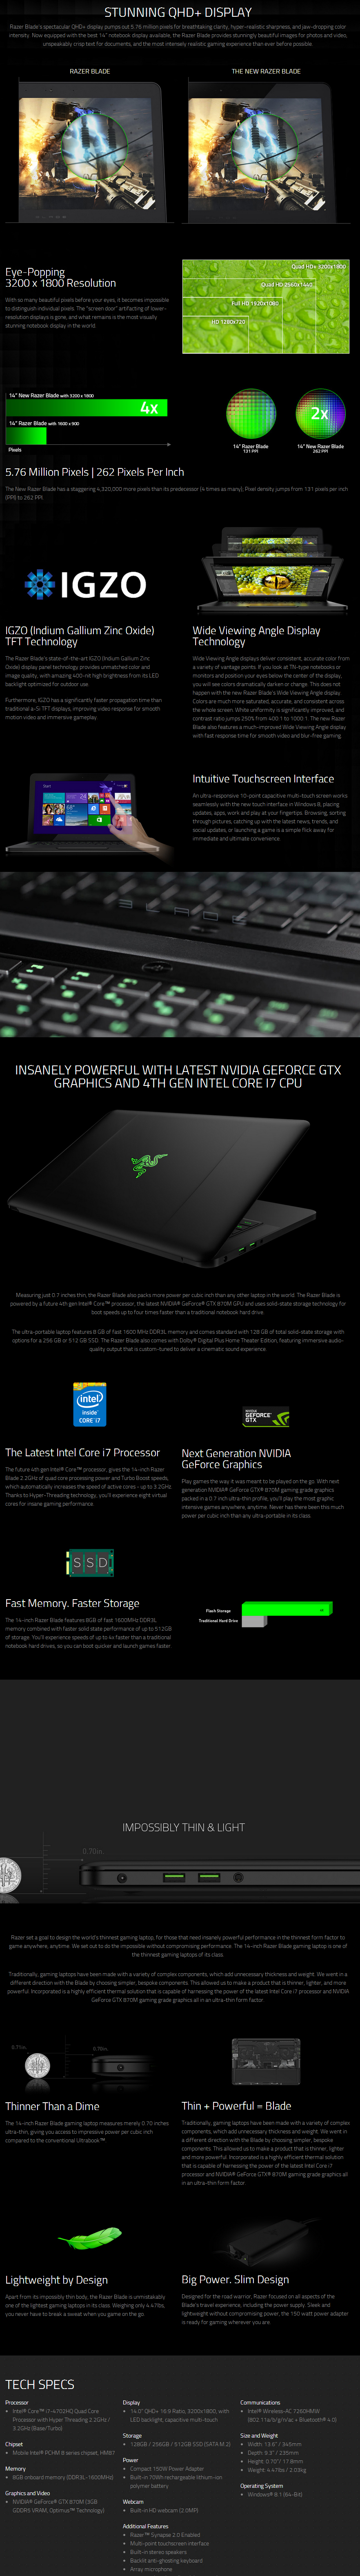 STUNNING QHD+ DISPLAY
Razer Blade's spectacular QHD+ display pumps out 5.76 million pixels for breathtaking clarity, hyper-realistic sharpness, and jaw-dropping color
intensity. Now equipped with the best 14" notebook display available, the Razer Blade provides stunningly beautiful images for photos and video,
unspeakably crisp text for documents, and the most intensely realistic gaming experience than ever before possible.
RAZER BLADE
THE NEW RAZER BLADE
Eye-Popping
3200 x 1800 Resolution
With so many beautiful pixels before your eyes, it becomes impossible
to distinguish individual pixels. The "screen door" artifacting of lower-
resolution displays is gone, and what remains is the most visually
stunning notebook display in the world.
Quad HD+ 3200x1800
Quad HD 2560x1440
Full HD 1920x1080
HD 1280x720
14" New Razer Blade with 3200 x 1800
4x
14" Razer Blade with 1600 x 900
Pixels
14" Razer Blade
131 PPI
2x
14" New Razer Blade
262 PPI
5.76 Million Pixels | 262 Pixels Per Inch
The New Razer Blade has a staggering 4,320,000 more pixels than its predecessor (4 times as many). Pixel density jumps from 131 pixels per inch
(PPI) to 262 PPI.
IGZO
IGZO (Indium Gallium Zinc Oxide)
TFT Technology
The Razer Blade's state-of-the-art IGZO (Indium Gallium Zinc
Oxide) display technology provides unmatched color and
image quality, with amazing 400-nit high brightness from its LED
backlight optimized for outdoor use.
Furthermore, IGZO has a significantly faster propagation time than
traditional a-Si TFT displays, improving video response for smooth
motion video and immersive gameplay.
Wide Viewing Angle Display
Technology
Wide Viewing Angle displays deliver consistent, accurate color from
a variety of vantage points. If you look at TN-type notebooks or
monitors and position your eyes below the center of the display,
you will see colors dramatically darken or change. This does not
happen with the new Razer Blade's Wide Viewing Angle display.
Colors are much more saturated, accurate, and consistent across
the whole screen. White uniformity is significantly improved, and
contrast ratio jumps 250% from 400:1 to 1000:1. The new Razer
Blade also features a much-improved Wide Viewing Angle display
with fast response time for smooth video and blur-free gaming.
Start
Intuitive Touchscreen Interface
An ultra-responsive 10-point capacitive multi-touch screen works
seamlessly with the new touch interface in Windows 8, placing
updates, apps, work and play at your fingertips. Browsing, sorting
through pictures, catching up with the latest news, trends, and
social updates, or launching a game is a simple flick away for
immediate and ultimate convenience.
INSANELY POWERFUL WITH LATEST NVIDIA GEFORCE GTX
GRAPHICS AND 4TH GEN INTEL CORE I7 CPU
Measuring just 0.7 inches thin, the Razer Blade also packs more power per cubic inch than any other laptop in the world. The Razer Blade is
powered by a future 4th gen Intel® Core™ processor, the latest NVIDIA® GeForce® GTX 870M GPU and uses solid-state storage technology for
boot speeds up to four times faster than a traditional notebook hard drive.
The ultra-portable laptop features 8 GB of fast 1600 MHz DDR3L memory and comes standard with 128 GB of total solid-state storage with
options for a 256 GB or 512 GB SSD. The Razer Blade also comes with Dolby® Digital Plus Home Theater Edition, featuring immersive audio-
quality output that is custom-tuned to deliver a cinematic sound experience.
intel
inside
CORE i7
NVIDIA
GEFORCE
GTX
The Latest Intel Core i7 Processor
The future 4th gen Intel® Core™ processor, gives the 14-inch Razer
Blade 2.2GHz of quad core processing power and Turbo Boost speeds,
which automatically increases the speed of active cores - up to 3.2GHz.
Thanks to Hyper-Threading technology, you'll experience eight virtual
cores for insane gaming performance.
Next Generation NVIDIA
GeForce Graphics
Play games the way it was meant to be played on the go. With next
generation NVIDIA® GeForce GTX® 870M gaming grade graphics
packed in a 0.7 inch ultra-thin profile, you'll play the most graphic
intensive games anywhere, anytime. Never has there been this much
power per cubic inch than any ultra-portable in its class.
SSD
Fast Memory. Faster Storage
The 14-inch Razer Blade features 8GB of fast 1600MHz DDR3L
memory combined with faster solid state performance of up to 512GB
of storage. You'll experience speeds of up to 4x faster than a traditional
notebook hard drives, so you can boot quicker and launch games faster.
Flash Storage
Traditional Hard Drive
IMPOSSIBLY THIN & LIGHT
0.70in.
Razer set a goal to design the world's thinnest gaming laptop, for those that need insanely powerful performance in the thinnest form factor to
game anywhere, anytime. We set out to do the impossible without compromising performance. The 14-inch Razer Blade gaming laptop is one of
the thinnest gaming laptops of its class.
Traditionally, gaming laptops have been made with a variety of complex components, which add unnecessary thickness and weight. We went in a
different direction with the Blade by choosing simpler, bespoke components. This allowed us to make a product that is thinner, lighter, and more
powerful. Incorporated is a highly efficient thermal solution that is capable of harnessing the power of the latest Intel Core i7 processor and NVIDIA
GeForce GTX 870M gaming grade graphics all in an ultra-thin form factor.
0.71in.
0.70in.
Thinner Than a Dime
The 14-inch Razer Blade gaming laptop measures merely 0.70 inches
ultra-thin; giving you access to impressive power per cubic inch
compared to the conventional Ultrabook™.
Thin + Powerful = Blade
Traditionally, gaming laptops have been made with a variety of complex
components, which add unnecessary thickness and weight. We went in
a different direction with the Blade by choosing simpler, bespoke
components. This allowed us to make a product that is thinner, lighter
and more powerful. Incorporated is a highly efficient thermal solution
that is capable of harnessing the power of the latest Intel Core i7
processor and NVIDIA® GeForce GTX® 870M gaming grade graphics all
in an ultra-thin form factor.
Lightweight by Design
Apart from its impossibly thin body, the Razer Blade is unmistakably
one of the lightest gaming laptops in its class. Weighing only 4.47lbs,
you never have to break a sweat when you game on the go.
Big Power. Slim Design
Designed for the road warrior, Razer focused on all aspects of the
Blade's travel experience, including the power supply. Sleek and
lightweight without compromising power, the 150-watt power adapter
is ready for gaming whenever you are.
TECH SPECS
Processor
Intel® Core™ i7-4702HQ Quad Core
Processor with Hyper Threading 2.2GHz /
3.2GHz (Base/Turbo)
Chipset
Mobile Intel® PCHM 8 series chipset, HM87
Memory
8GB onboard memory (DDR3L-1600MHz)
Graphics and Video
NVIDIA® GeForce® GTX 870M (3GB
GDDR5 VRAM, Optimus™ Technology)
Display
14.0" QHD+ 16:9 Ratio, 3200x1800, with
LED backlight, capacitive multi-touch
Storage
128GB / 256GB / 512GB SSD (SATA M.2)
Power
Compact 150W Power Adapter
Built-in 70Wh rechargeable lithium-ion
polymer battery
Webcam
Built-in HD webcam (2.0MP)
Additional Features
Razer™ Synapse 2.0 Enabled
Multi-point touchscreen interface
Built-in stereo speakers
Backlit anti-ghosting keyboard
Array microphone
Communications
Intel® Wireless-AC 7260HMW
(802.11a/b/g/n/ac + Bluetooth® 4.0)
Size and Weight
Width: 13.6" / 345mm
Depth: 9.3" / 235mm
Height: 0.70" / 17.8mm
Weight: 4.47lbs / 2.03kg
Operating System
Windows® 8.1 (64-Bit)